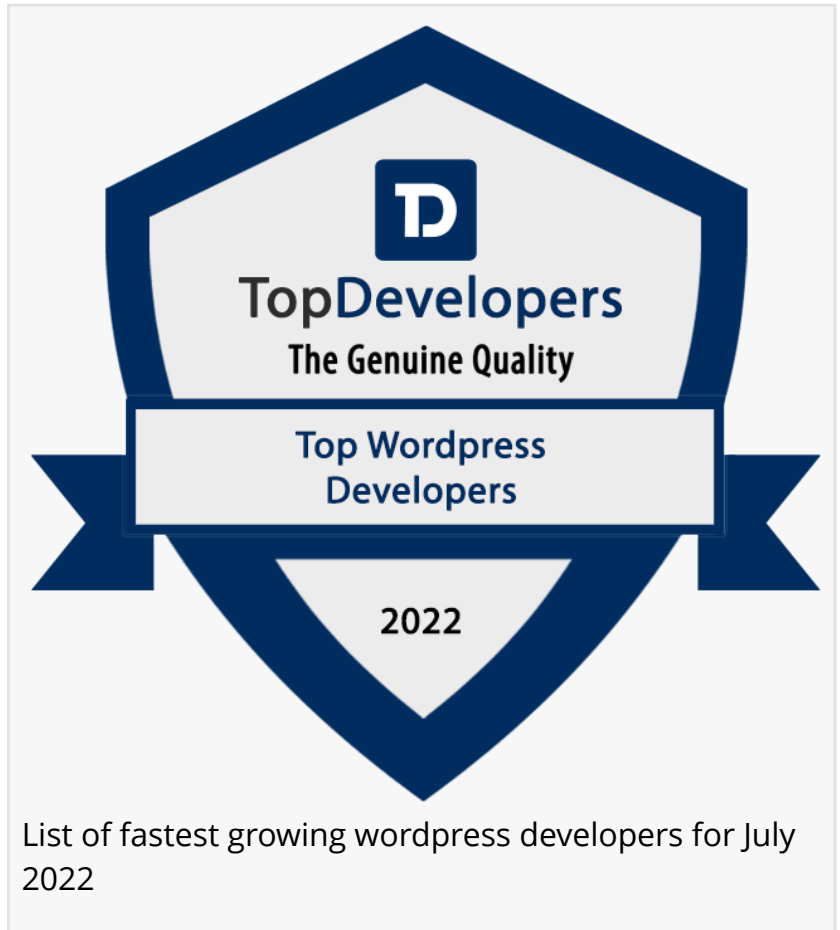 TD
TopDevelopers
The Genuine Quality
Top Wordpress
Developers
2022
List of fastest growing wordpress developers for July
2022